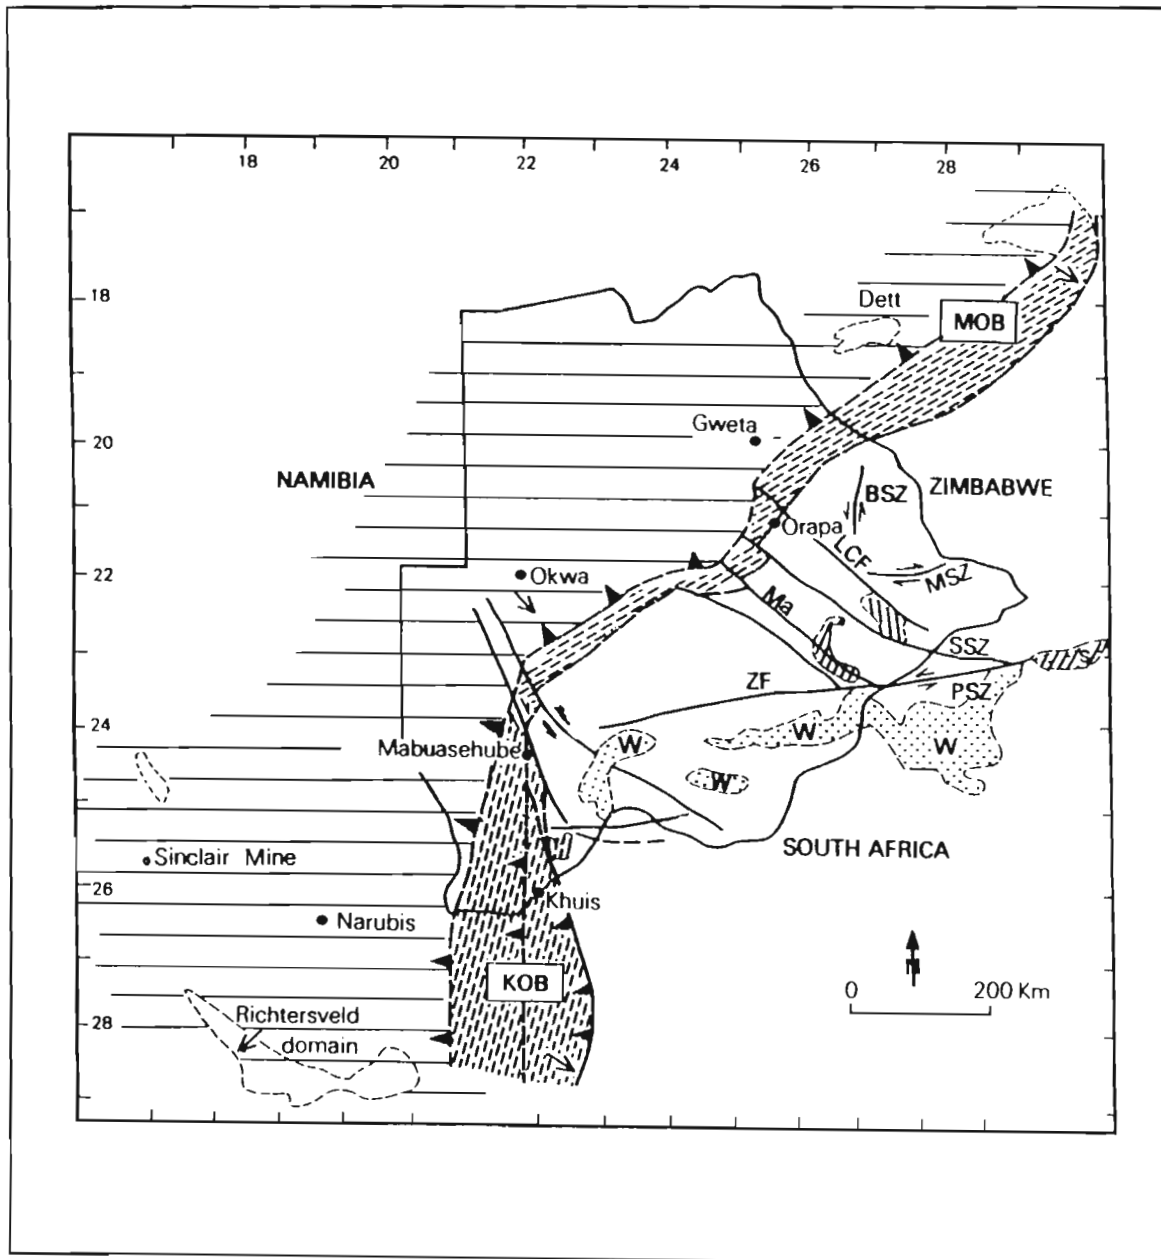 18 20 22 24 26 28
18
Dett
MOB
Gweta
20
NAMIBIA
BSZ
ZIMBABWE
Orapa
LCF
22
Okwa
MSZ
Ma
SSZ
ZF
PSZ
24
Mabuasehube
W
W
W
W
SOUTH AFRICA
Sinclair Mine
26
Khuis
Narubis
KOB
0 200 Km
Richtersveld
28
domain